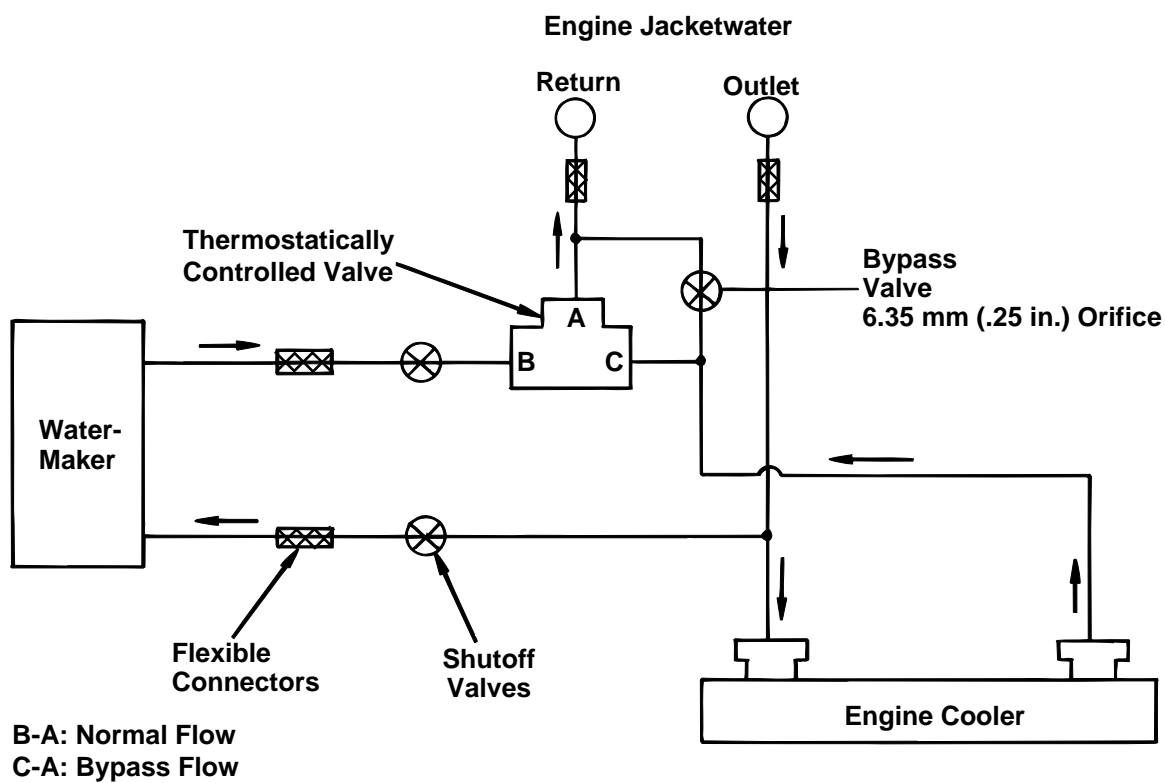 Engine Jacketwater
Return
Outlet
Thermostatically
Controlled Valve
Bypass
Valve
6.35 mm (.25 in.) Orifice
A
B
C
Water-
Maker
Flexible
Connectors
Shutoff
Valves
Engine Cooler
B-A: Normal Flow
C-A: Bypass Flow